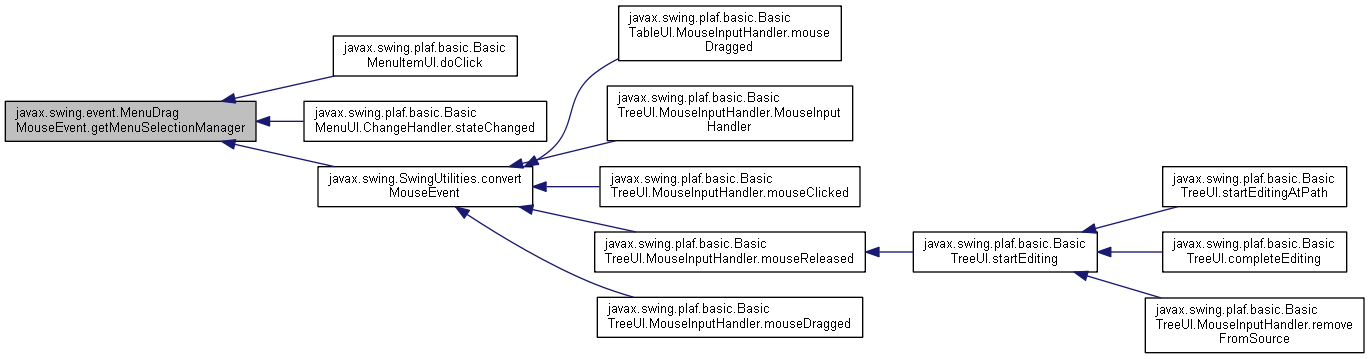 javax.swing.event.MenuDrag
MouseEvent.getMenuSelectionManager
javax.swing.plaf.basic.Basic
MenuItemUI.doClick
javax.swing.plaf.basic.Basic
MenuUI.ChangeHandler.stateChanged
javax.swing.SwingUtilities.convert
MouseEvent
javax.swing.plaf.basic.Basic
TableUI.MouseInputHandler.mouse
Dragged
javax.swing.plaf.basic.Basic
TreeUI.MouseInputHandler.MouseInput
Handler
javax.swing.plaf.basic.Basic
TreeUI.MouseInputHandler.mouseClicked
javax.swing.plaf.basic.Basic
TreeUI.MouseInputHandler.mouseReleased
javax.swing.plaf.basic.Basic
TreeUI.MouseInputHandler.mouseDragged
javax.swing.plaf.basic.Basic
TreeUI.startEditing
javax.swing.plaf.basic.Basic
TreeUI.startEditingAtPath
javax.swing.plaf.basic.Basic
TreeUI.completeEditing
javax.swing.plaf.basic.Basic
TreeUI.MouseInputHandler.remove
FromSource